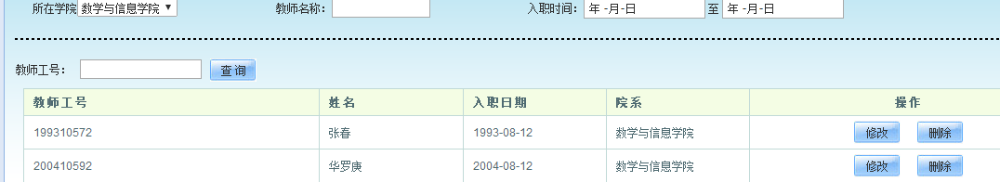 所在学院 数学与信息学院 教师名称: 入职时间: 年 -月-日 至 年 -月-日
教师工号: 查 询
教师工号 姓名 入职日期 院系 操作
199310572 张春 1993-08-12 数学与信息学院 修改 删除
200410592 华罗庚 2004-08-12 数学与信息学院 修改 删除